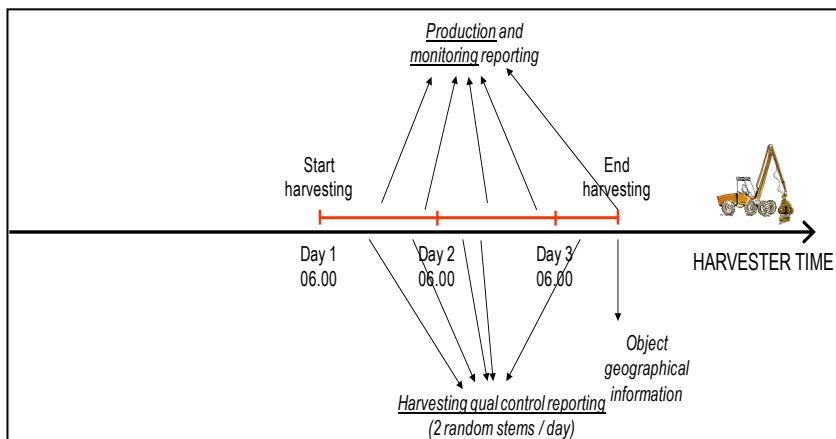 Production and
monitoring reporting
Start
harvesting
End
harvesting
Day 1
06.00
Day 2
06.00
Day 3
06.00
HARVESTER TIME
Object
geographical
information
Harvesting qual control reporting
(2 random stems / day)